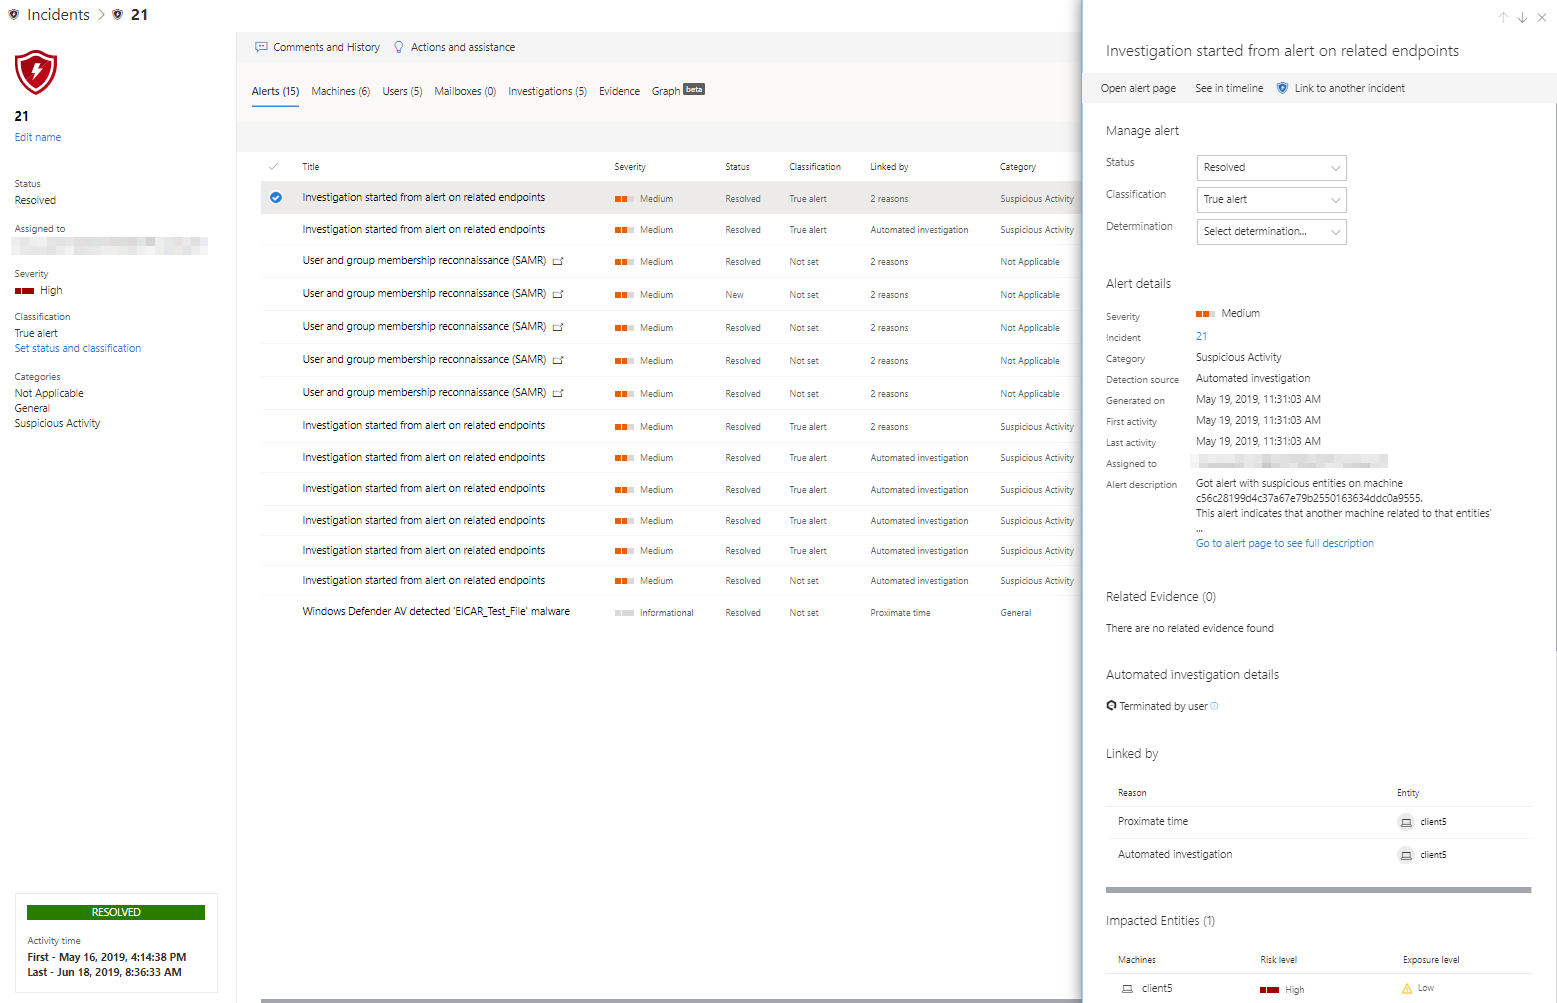 Incidents > 21
21
Edit name
Status
Resolved
Assigned to
Severity
High
Classification
True alert
Set status and classification
Categories
Not Applicable
General
Suspicious Activity
RESOLVED
Activity time
First - May 16, 2019, 4:14:38 PM
Last - Jun 18, 2019, 8:36:33 AM
Comments and History Actions and assistance
Alerts (15) Machines (6) Users (5) Mailboxes (0) Investigations (5) Evidence Graph beta
Title Severity Status Classification Linked by Category
Investigation started from alert on related endpoints Medium Resolved True alert 2 reasons Suspicious Activity
Investigation started from alert on related endpoints Medium Resolved True alert Automated investigation Suspicious Activity
User and group membership reconnaissance (SAMR) Medium Resolved Not set 2 reasons Not Applicable
User and group membership reconnaissance (SAMR) Medium New Not set 2 reasons Not Applicable
User and group membership reconnaissance (SAMR) Medium Resolved Not set 2 reasons Not Applicable
User and group membership reconnaissance (SAMR) Medium Resolved Not set 2 reasons Not Applicable
User and group membership reconnaissance (SAMR) Medium Resolved Not set 2 reasons Not Applicable
Investigation started from alert on related endpoints Medium Resolved True alert 2 reasons Suspicious Activity
Investigation started from alert on related endpoints Medium Resolved True alert Automated investigation Suspicious Activity
Investigation started from alert on related endpoints Medium Resolved True alert Automated investigation Suspicious Activity
Investigation started from alert on related endpoints Medium Resolved True alert Automated investigation Suspicious Activity
Investigation started from alert on related endpoints Medium Resolved True alert Automated investigation Suspicious Activity
Investigation started from alert on related endpoints Medium Resolved Not set Automated investigation Suspicious Activity
Windows Defender AV detected 'EICAR_Test_File' malware Informational Resolved Not set Proximate time General
Investigation started from alert on related endpoints
Open alert page See in timeline Link to another incident
Manage alert
Status Resolved
Classification True alert
Determination Select determination...
Alert details
Severity Medium
Incident 21
Category Suspicious Activity
Detection source Automated investigation
Generated on May 19, 2019, 11:31:03 AM
First activity May 19, 2019, 11:31:03 AM
Last activity May 19, 2019, 11:31:03 AM
Assigned to
Alert description Got alert with suspicious entities on machine
c56c28199d4c37a67e79b2550163634ddc0a9555.
This alert indicates that another machine related to that entities'
...
Go to alert page to see full description
Related Evidence (0)
There are no related evidence found
Automated investigation details
Terminated by user
Linked by
Reason Entity
Proximate time client5
Automated investigation client5
Impacted Entities (1)
Machines Risk level Exposure level
client5 High Low